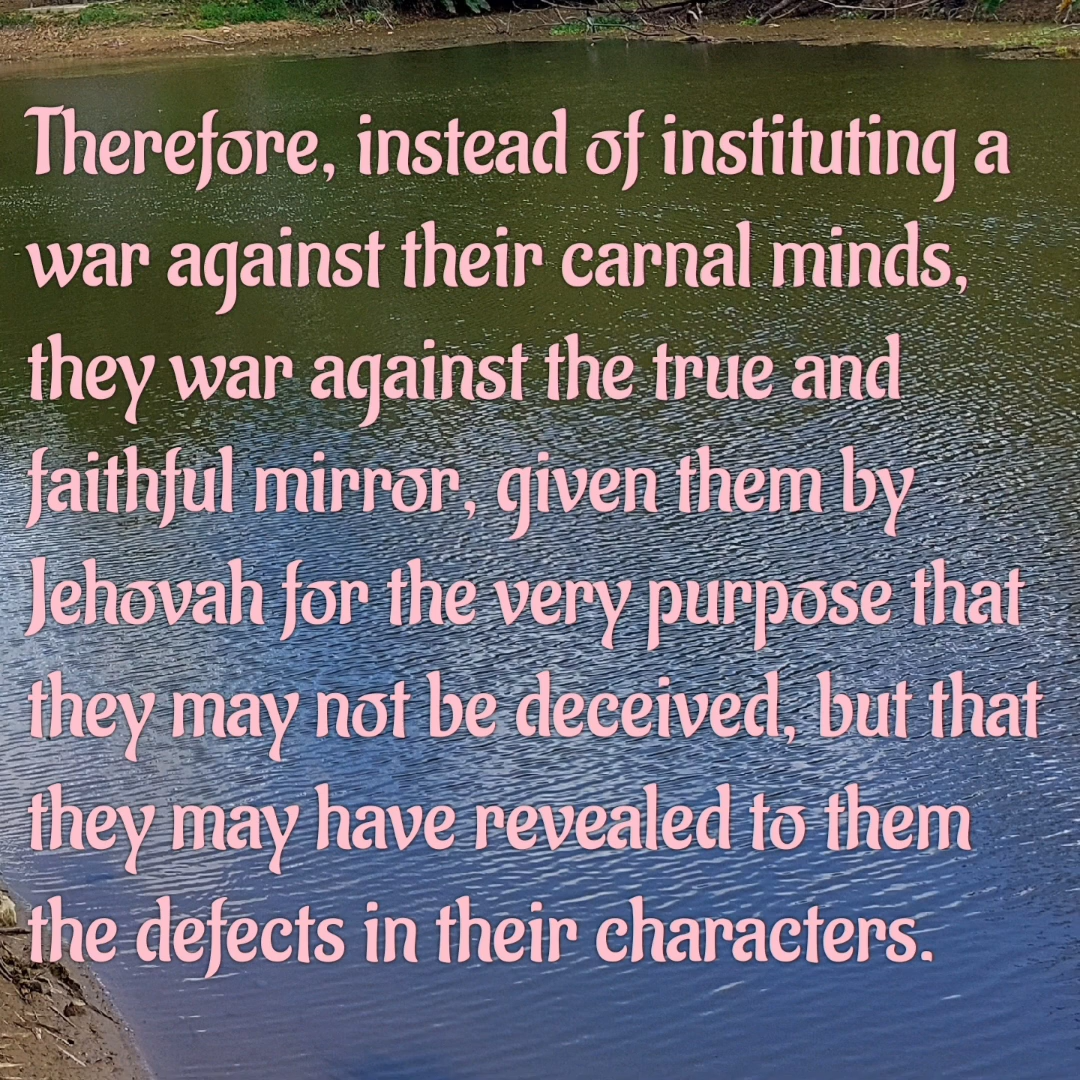 Therefore, instead of instituting a
war against their carnal minds,
they war against the true and
faithful mirror, given them by
Jehovah for the very purpose that
they may not be deceived, but that
they may have revealed to them
the defects in their characters.